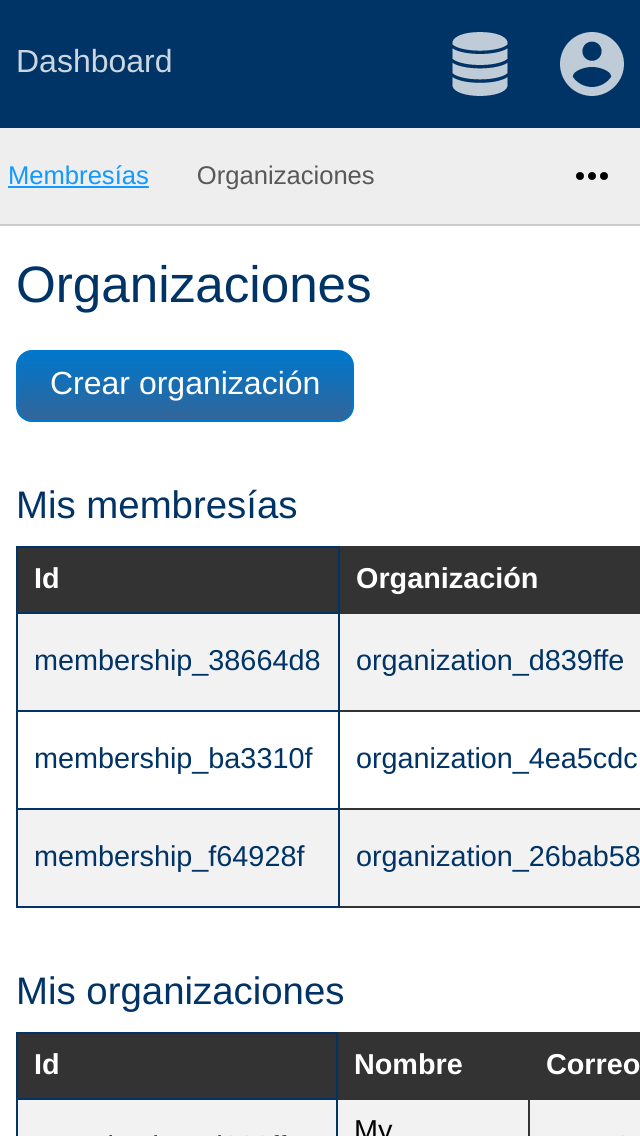 Dashboard
Membresías Organizaciones
Organizaciones
Crear organización
Mis membresías
Id Organización
membership_38664d8 organization_d839ffe
membership_ba3310f organization_4ea5cdc
membership_f64928f organization_26bab58
Mis organizaciones
Id Nombre Correo
My